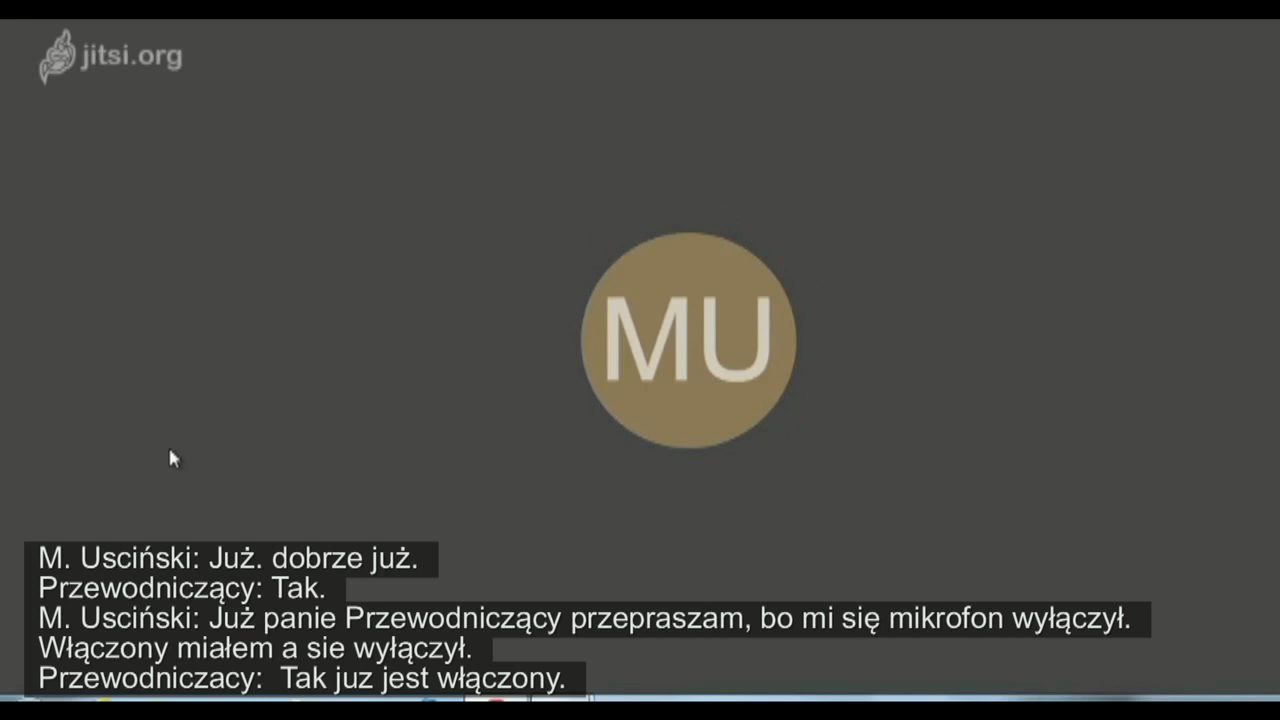 jitsi.org
MU
M. Usciński: Już. dobrze już.
Przewodniczący: Tak.
M. Usciński: Już panie Przewodniczący przepraszam, bo mi się mikrofon wyłączył.
Włączony miałem a sie wyłączył.
Przewodniczacy:  Tak juz jest włączony.